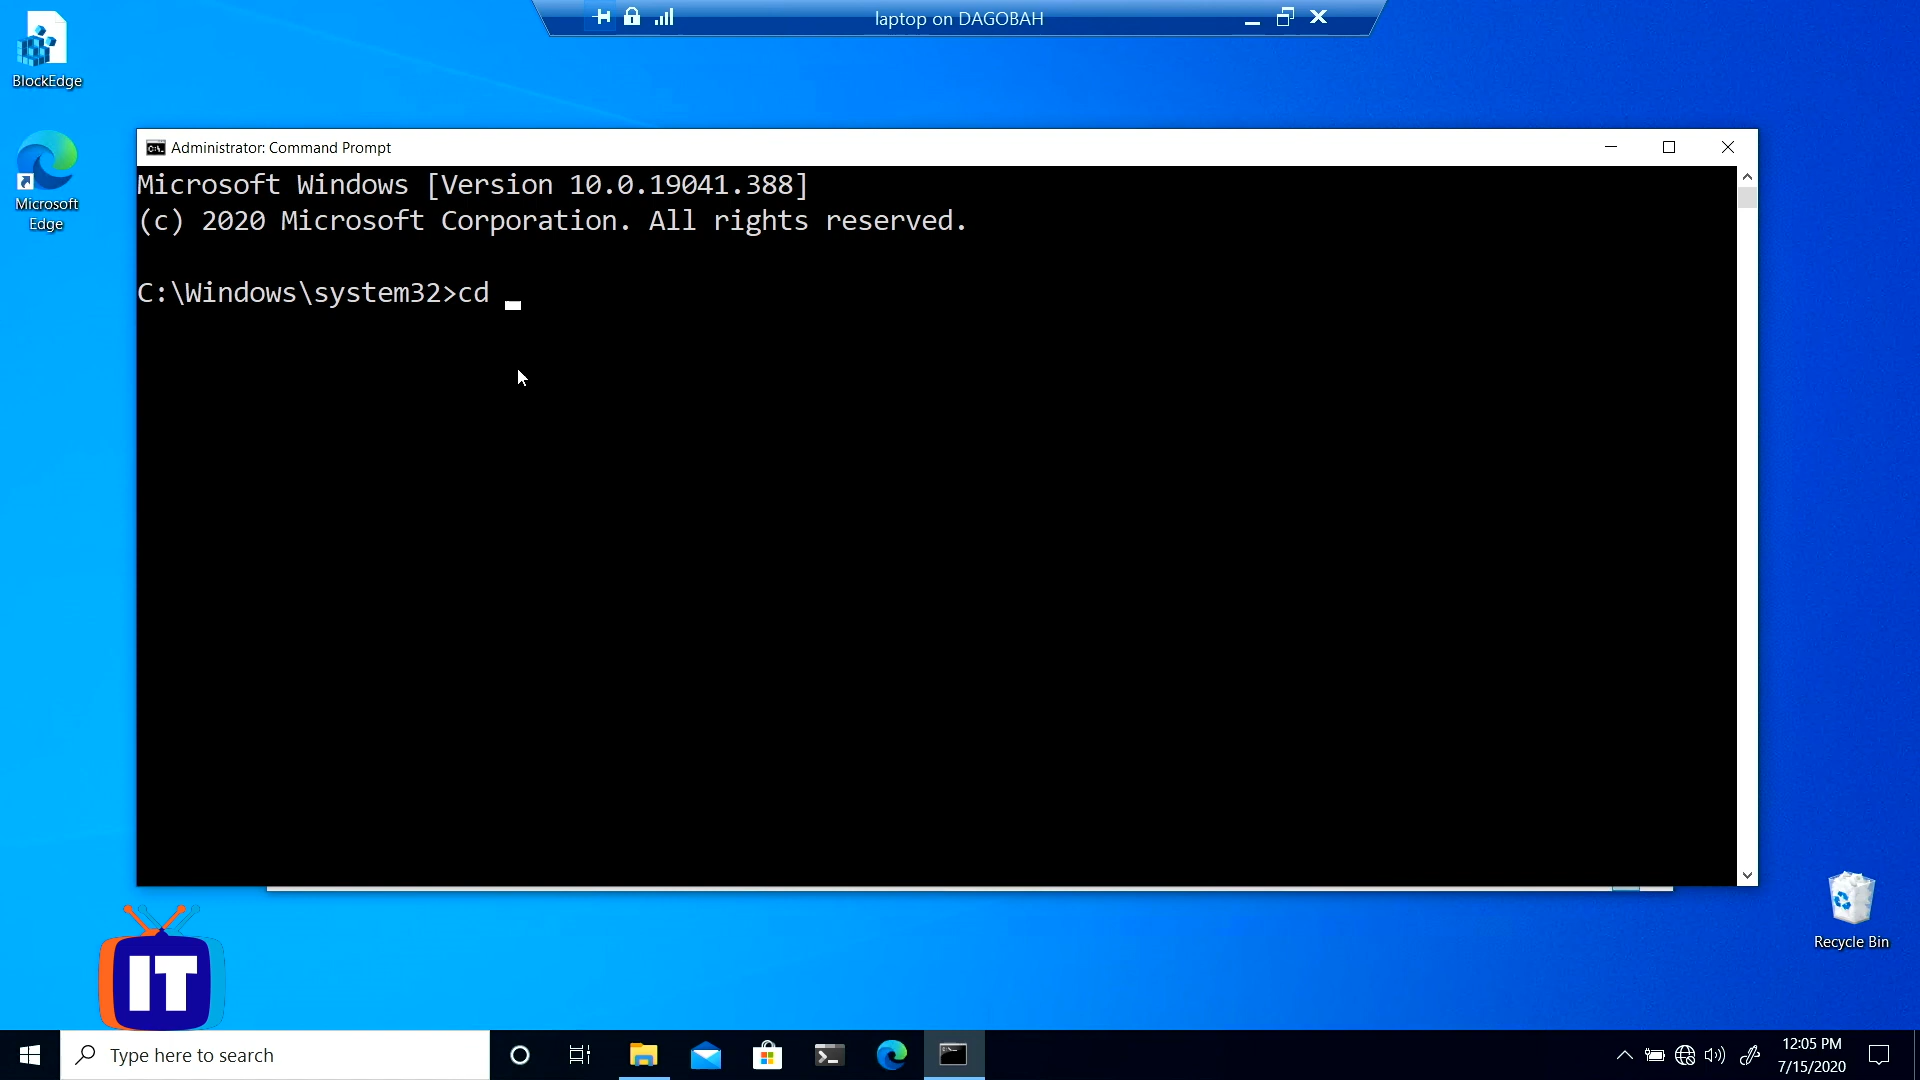 laptop on DAGOBAH
BlockEdge
Microsoft
Edge
Administrator: Command Prompt
Microsoft Windows [Version 10.0.19041.388]
(c) 2020 Microsoft Corporation. All rights reserved.
C:\Windows\system32>cd
Recycle Bin
IT
Type here to search
12:05 PM
7/15/2020